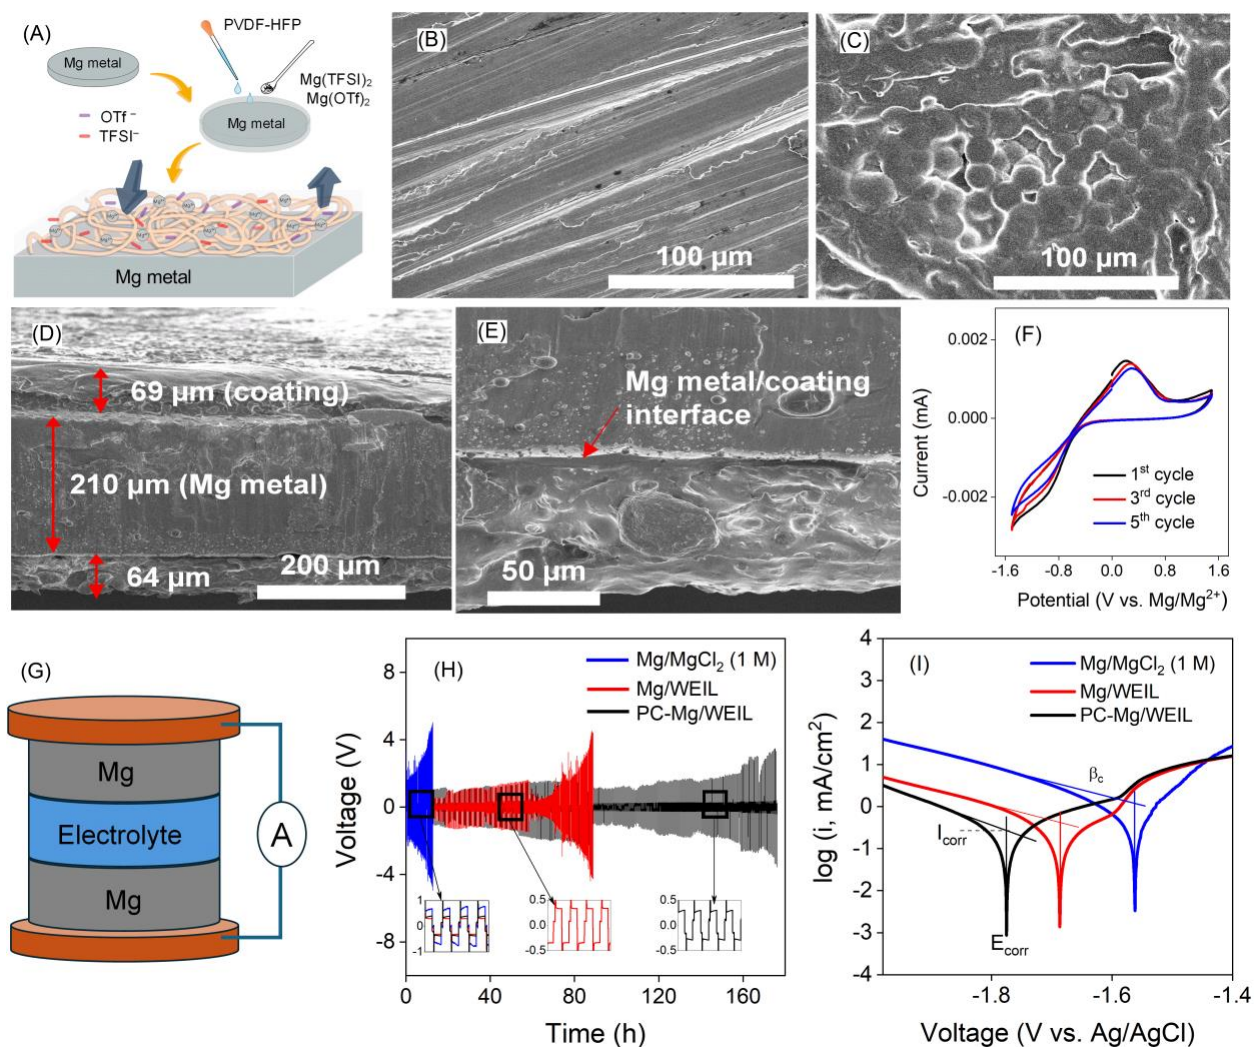 (A)
PVDF-HFP
Mg metal
Mg(TFSI)₂
Mg(OTf)₂
Mg metal
OTf⁻
TFSI⁻
Mg metal
(B)
100 µm
(C)
100 µm
(D)
69 µm (coating)
210 µm (Mg metal)
64 µm
200 µm
(E)
Mg metal/coating
interface
50 µm
(F)
0.002
0.000
-0.002
Current (mA)
1ˢᵗ cycle
3ʳᵈ cycle
5ᵗʰ cycle
-1.6 -0.8 0.0 0.8 1.6
Potential (V vs. Mg/Mg²⁺)
(G)
Mg
Electrolyte
Mg
A
(H)
Mg/MgCl₂ (1 M)
Mg/WEIL
PC-Mg/WEIL
8
4
0
-4
-8
Voltage (V)
1
0
-1
0.5
0.0
-0.5
0.5
0.0
-0.5
0 40 80 120 160
Time (h)
(I)
Mg/MgCl₂ (1 M)
Mg/WEIL
PC-Mg/WEIL
4
3
2
1
0
-1
-2
-3
-4
log (i, mA/cm²)
βc
Icorr
Ecorr
-1.8 -1.6 -1.4
Voltage (V vs. Ag/AgCl)